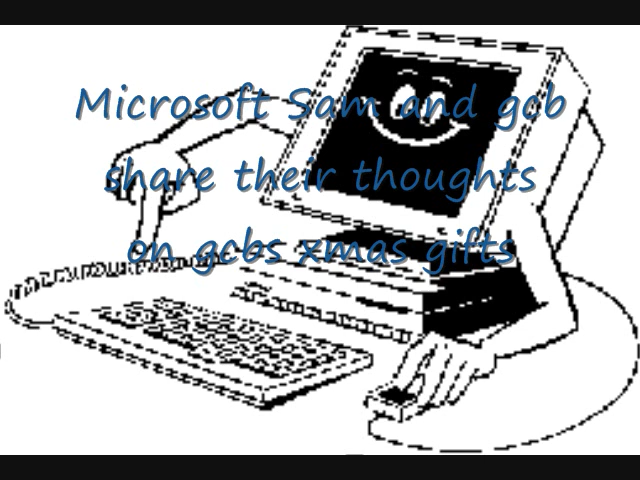 Microsoft Sam and gcb
share their thoughts
on gcbs xmas gifts